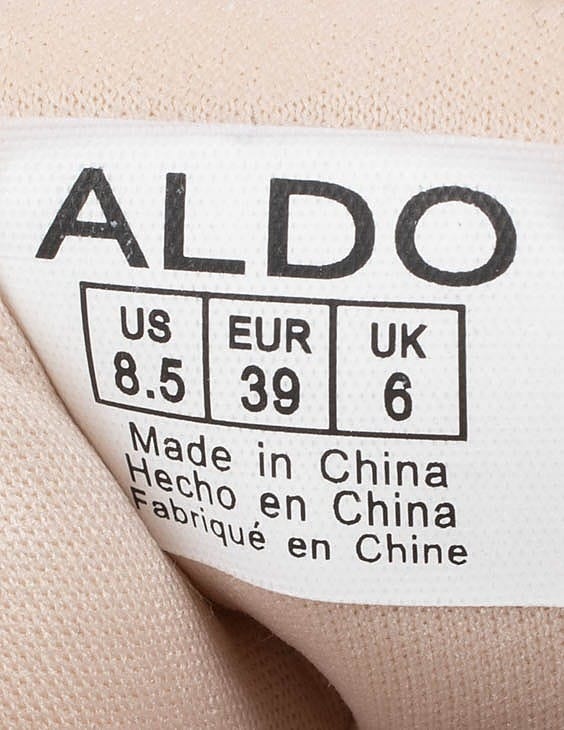 ALDO
US EUR UK
8.5 39 6
Made in China
Hecho en China
Fabriqué en Chine